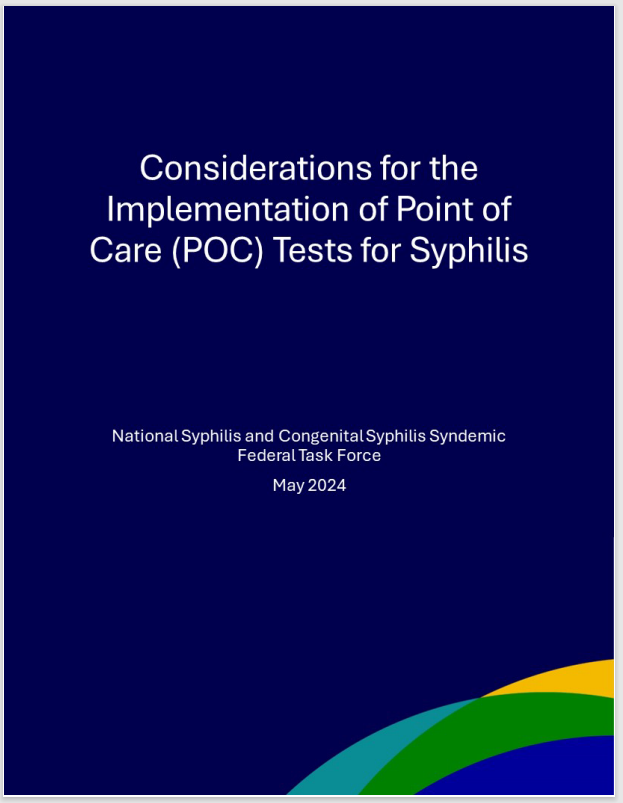 Considerations for the
Implementation of Point of
Care (POC) Tests for Syphilis
National Syphilis and Congenital Syphilis Syndemic
Federal Task Force
May 2024